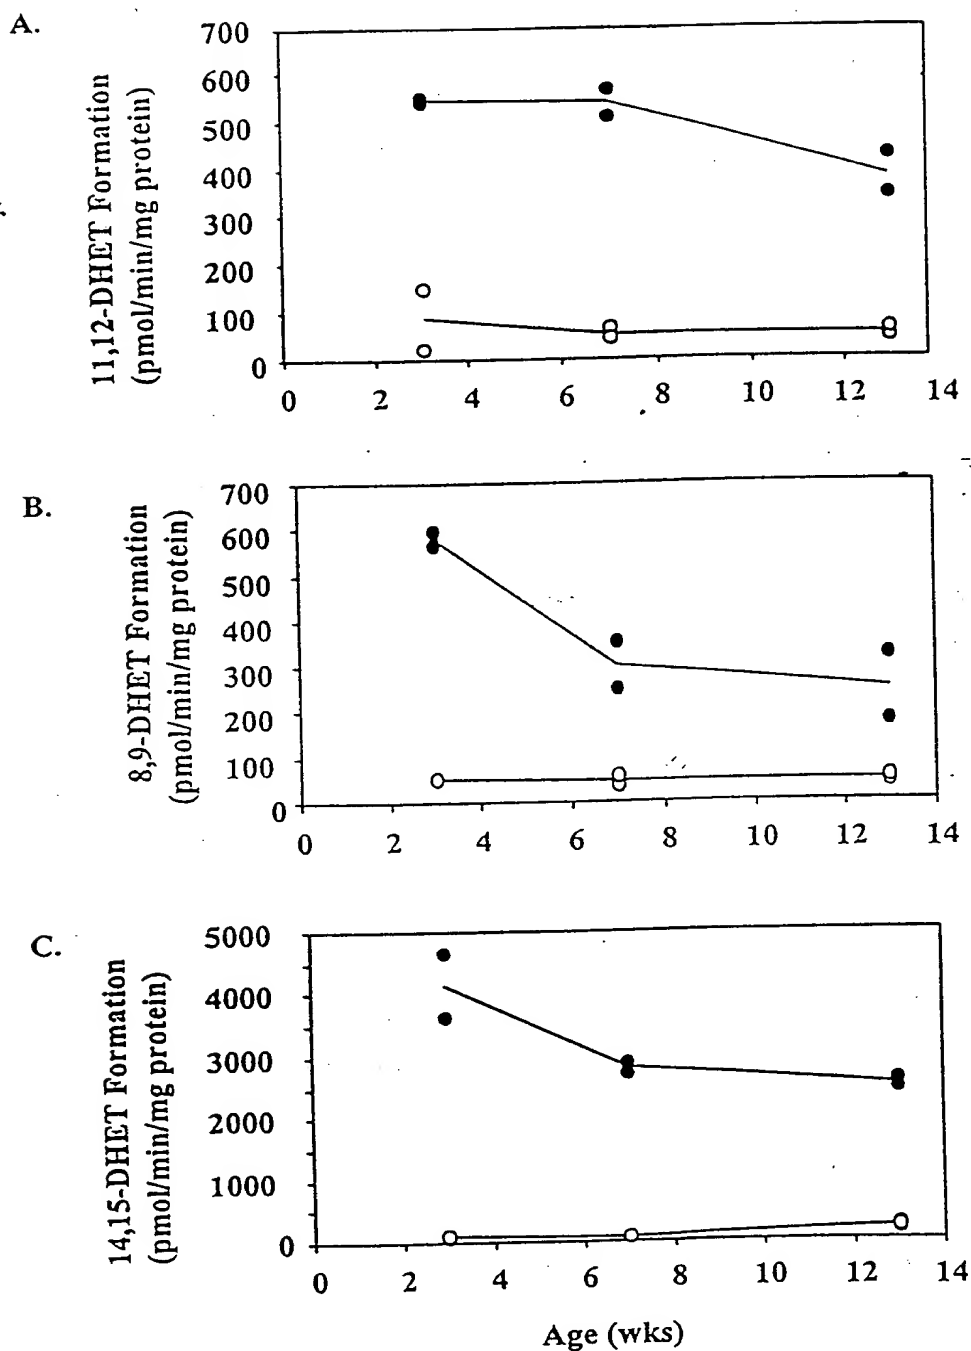 A.
11,12-DHET Formation
(pmol/min/mg protein)
700
600
500
400
300
200
100
0
0 2 4 6 8 10 12 14
B.
8,9-DHET Formation
(pmol/min/mg protein)
700
600
500
400
300
200
100
0
0 2 4 6 8 10 12 14
C.
14,15-DHET Formation
(pmol/min/mg protein)
5000
4000
3000
2000
1000
0
0 2 4 6 8 10 12 14
Age (wks)